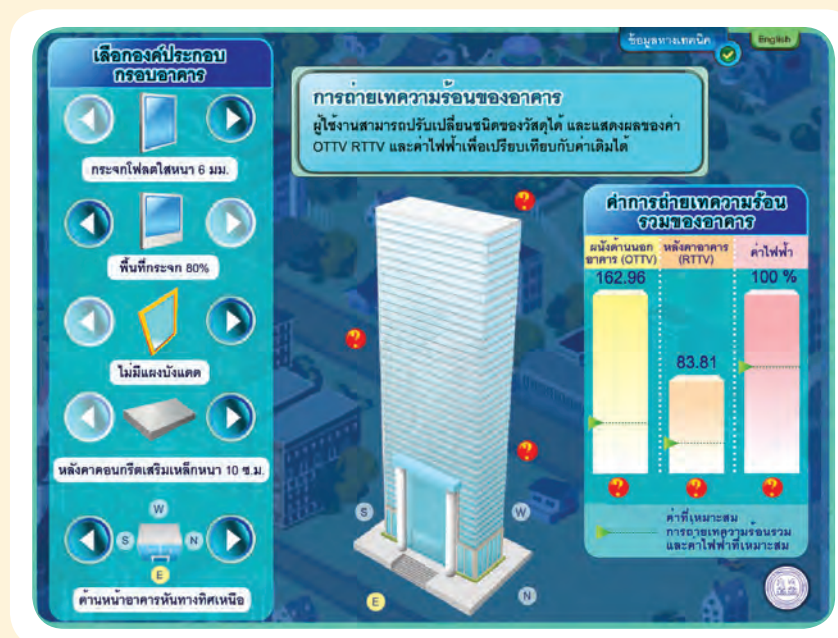 ข้อมูลทางเทคนิค
English
เลือกองค์ประกอบ
กรอบอาคาร
กระจกโฟลตใสหนา 6 มม.
พื้นที่กระจก 80%
ไม่มีแผงบังแดด
หลังคาคอนกรีตเสริมเหล็กหนา 10 ซ.ม.
W
S
N
E
ด้านหน้าอาคารหันทางทิศเหนือ
การถ่ายเทความร้อนของอาคาร
ผู้ใช้งานสามารถปรับเปลี่ยนชนิดของวัสดุได้ และแสดงผลของค่า
OTTV RTTV และค่าไฟฟ้าเพื่อเปรียบเทียบกับค่าเดิมได้
?
?
?
S
W
E
N
ค่าการถ่ายเทความร้อน
รวมของอาคาร
ผนังด้านนอก
อาคาร (OTTV)
หลังคาอาคาร
(RTTV)
ค่าไฟฟ้า
162.96
83.81
100 %
? ? ?
ค่าที่เหมาะสม
การถ่ายเทความร้อนรวม
และค่าไฟฟ้าที่เหมาะสม